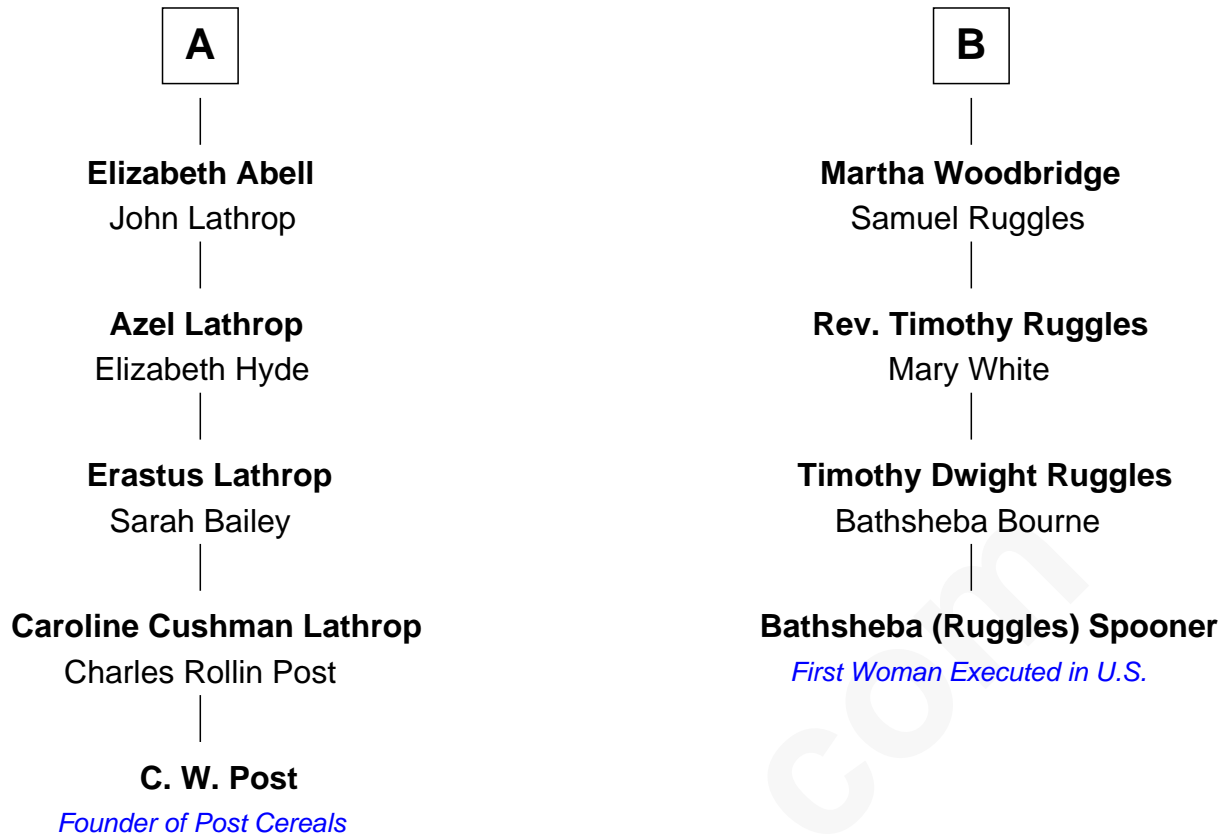 A
Elizabeth Abell
John Lathrop
Azel Lathrop
Elizabeth Hyde
Erastus Lathrop
Sarah Bailey
Caroline Cushman Lathrop
Charles Rollin Post
C. W. Post
Founder of Post Cereals
B
Martha Woodbridge
Samuel Ruggles
Rev. Timothy Ruggles
Mary White
Timothy Dwight Ruggles
Bathsheba Bourne
Bathsheba (Ruggles) Spooner
First Woman Executed in U.S.
com